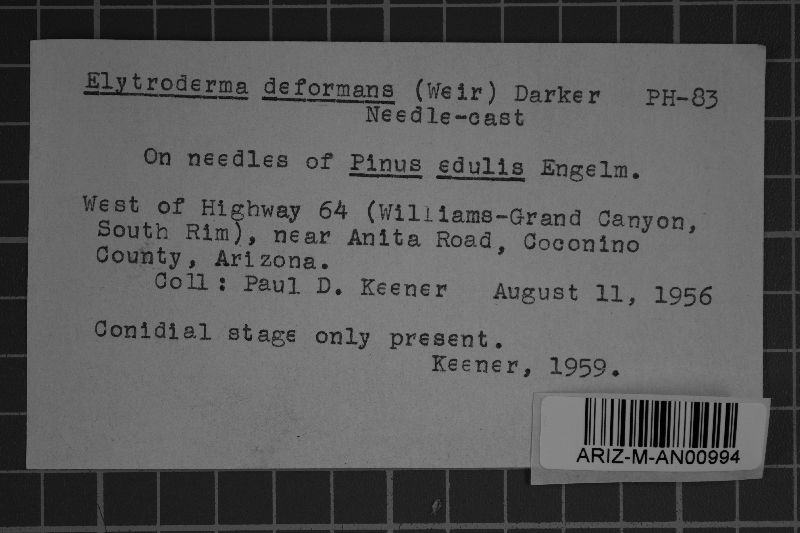 Elytroderma deformans (Weir) Darker PH-83
Needle-cast
On needles of Pinus edulis Engelm.
West of Highway 64 (Williams-Grand Canyon,
South Rim), near Anita Road, Coconino
County, Arizona.
Coll: Paul D. Keener August 11, 1956
Conidial stage only present.
Keener, 1959.
ARIZ-M-AN00994